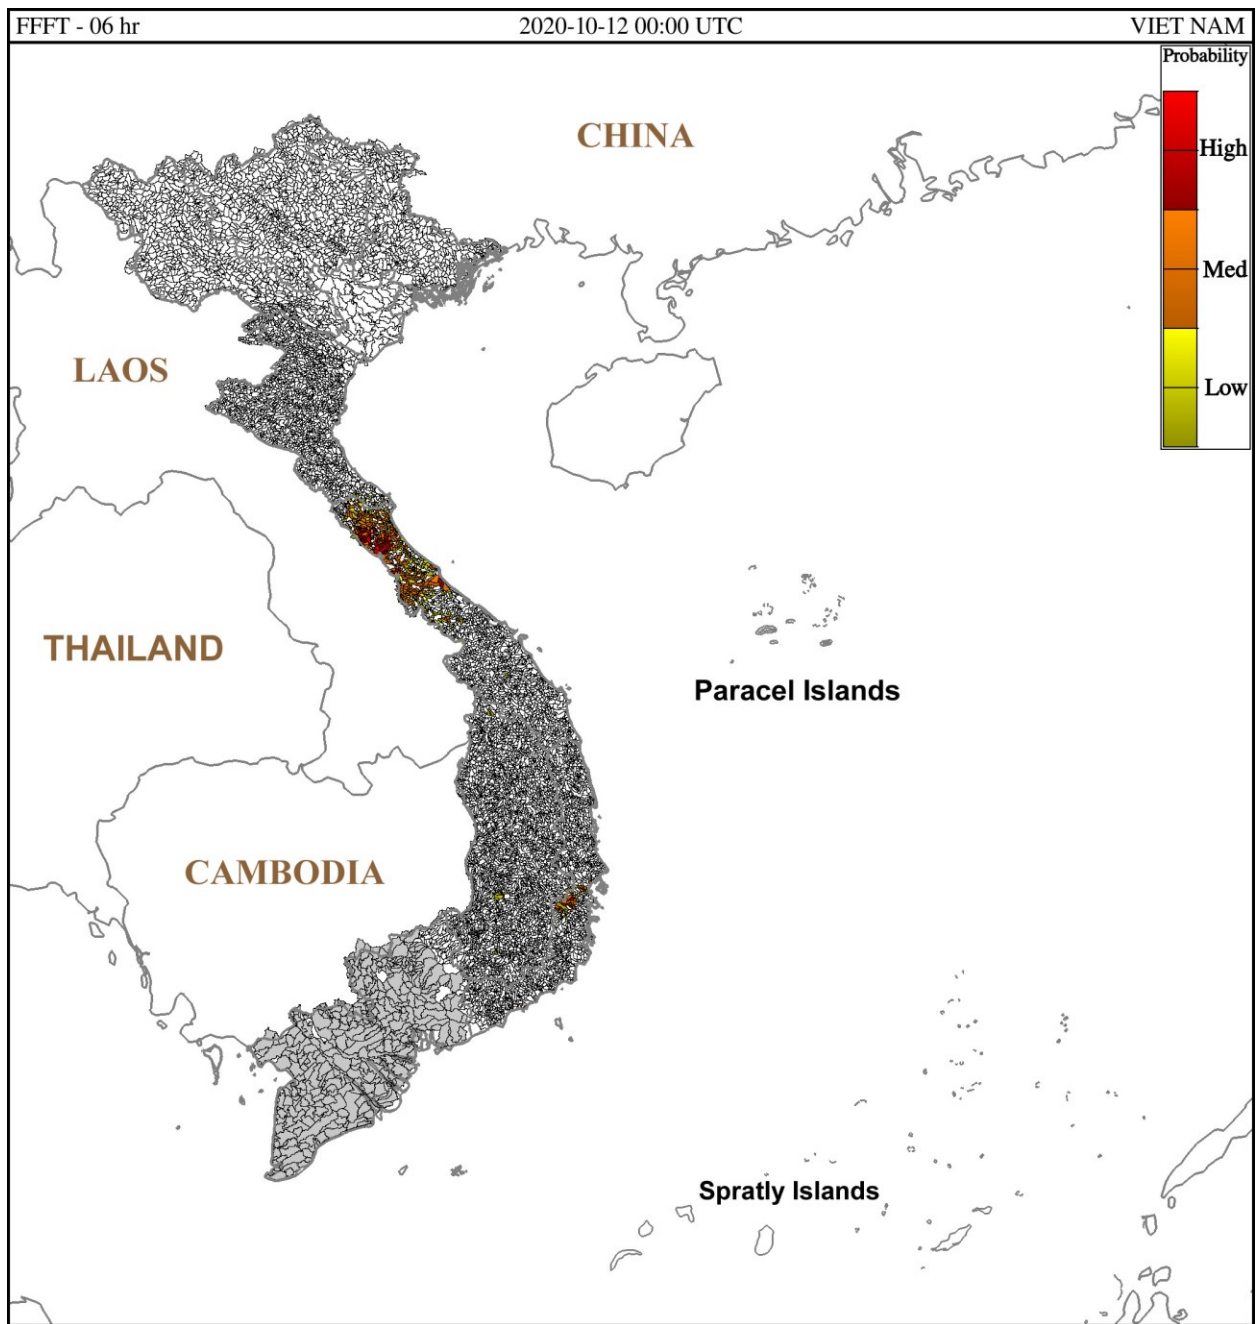 FFFT - 06 hr
2020-10-12 00:00 UTC
VIET NAM
Probability
High
Med
Low
CHINA
LAOS
THAILAND
Paracel Islands
CAMBODIA
Spratly Islands